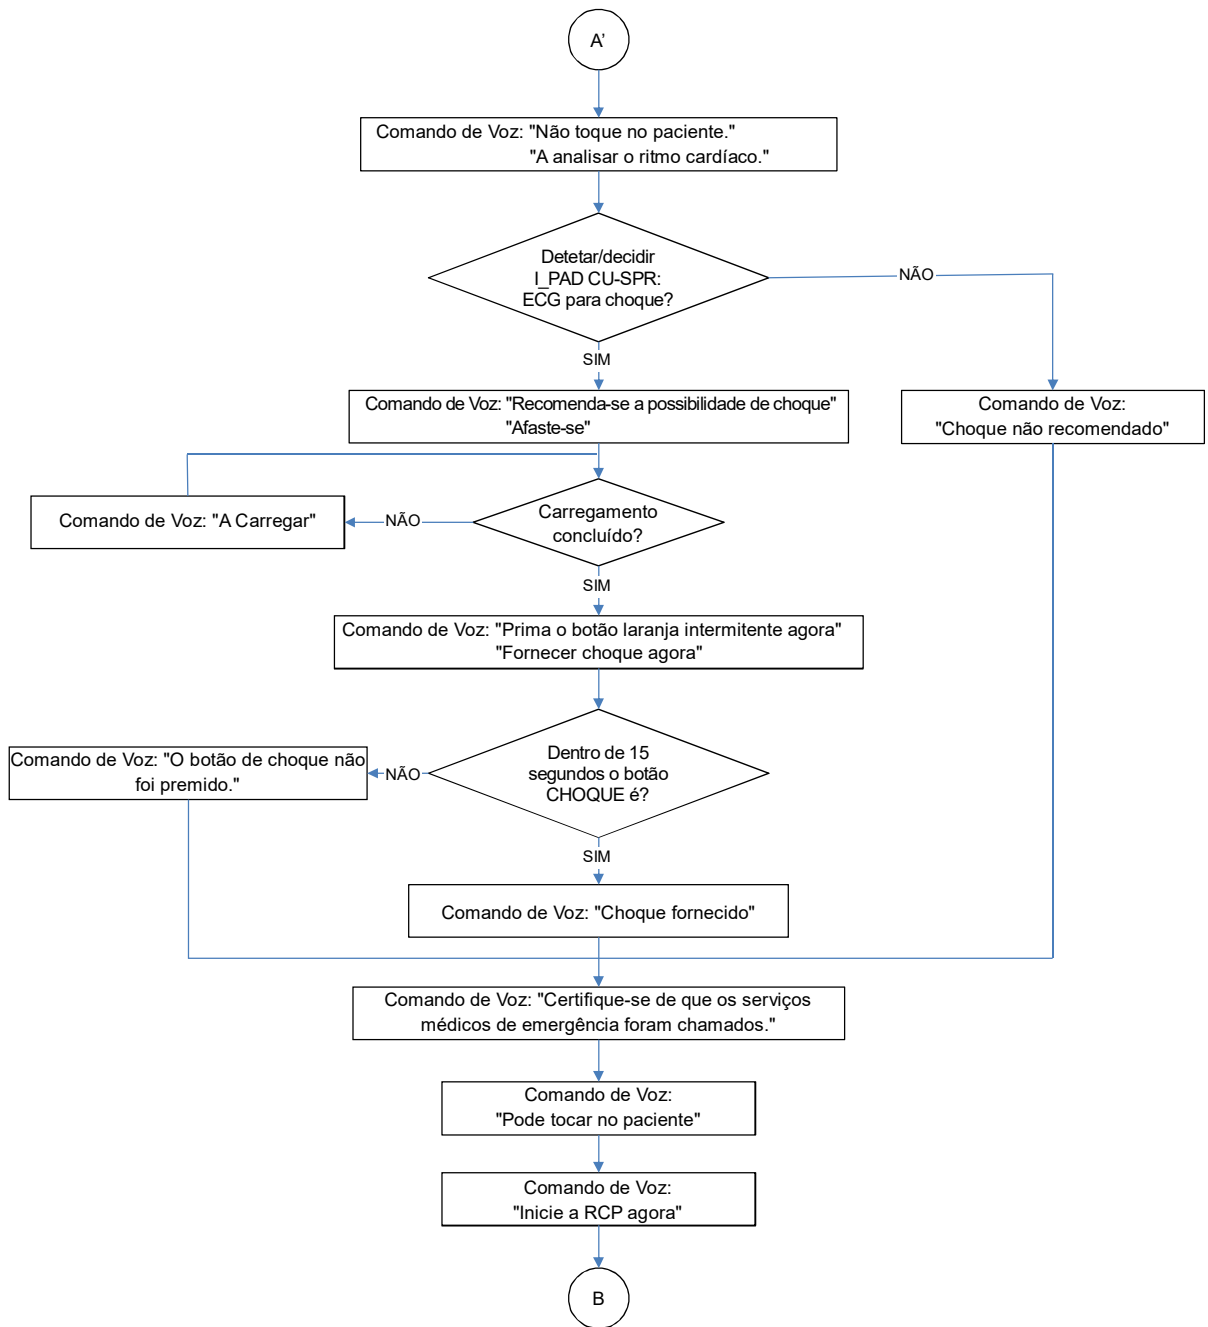 A’
Comando de Voz: "Não toque no paciente."
"A analisar o ritmo cardíaco."
Detetar/decidir
I_PAD CU-SPR:
ECG para choque?
NÃO
SIM
Comando de Voz: "Recomenda-se a possibilidade de choque"
"Afaste-se"
Comando de Voz:
"Choque não recomendado"
Comando de Voz: "A Carregar"
NÃO
Carregamento
concluído?
SIM
Comando de Voz: "Prima o botão laranja intermitente agora"
"Fornecer choque agora"
Comando de Voz: "O botão de choque não
foi premido."
NÃO
Dentro de 15
segundos o botão
CHOQUE é?
SIM
Comando de Voz: "Choque fornecido"
Comando de Voz: "Certifique-se de que os serviços
médicos de emergência foram chamados."
Comando de Voz:
"Pode tocar no paciente"
Comando de Voz:
"Inicie a RCP agora"
B